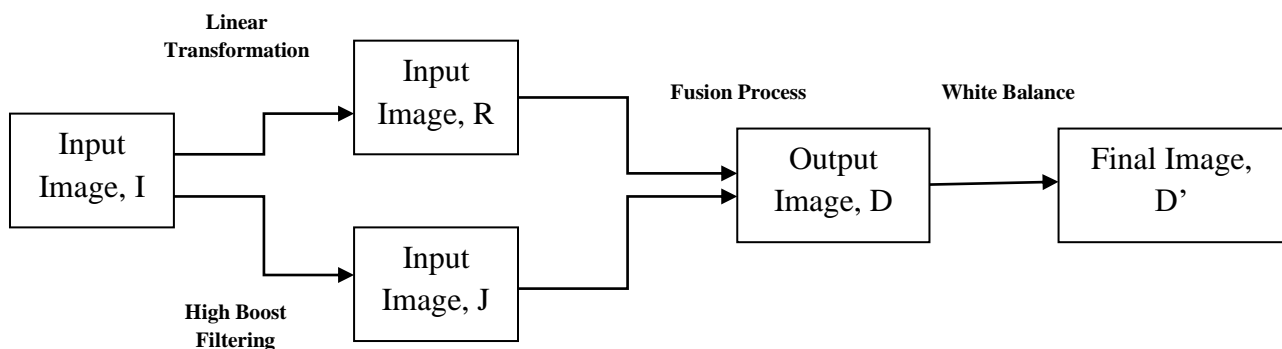 Linear
Transformation
Input
Image, R
Fusion Process
White Balance
Input
Image, I
Output
Image, D
Final Image,
D’
Input
Image, J
High Boost
Filtering